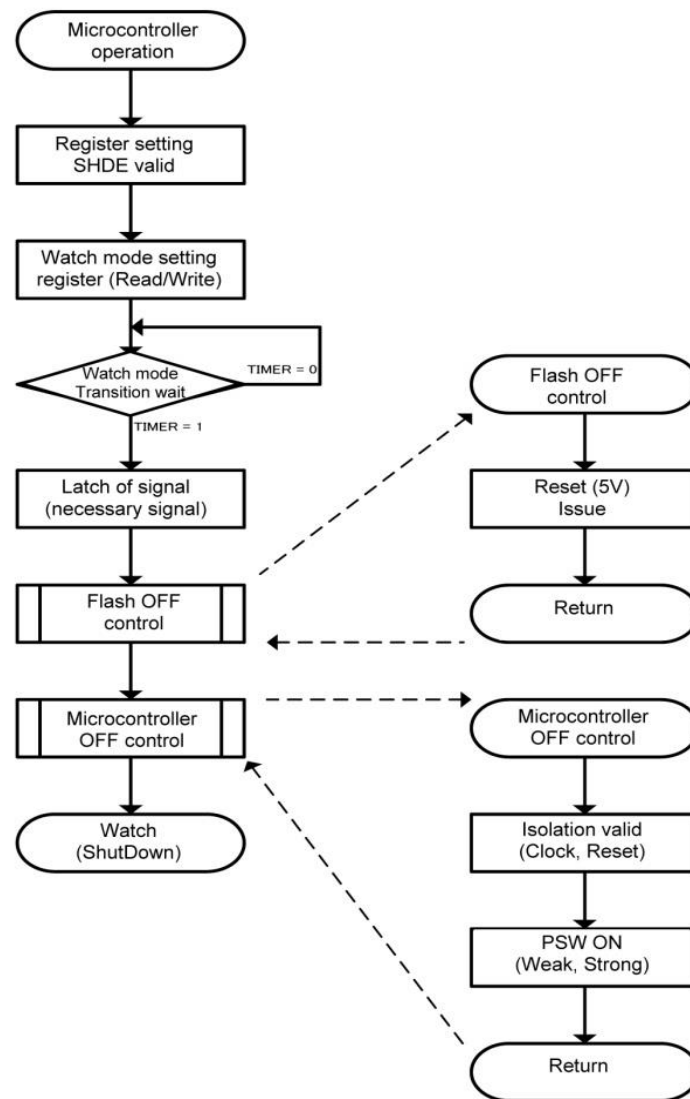 Microcontroller
operation
Register setting
SHDE valid
Watch mode setting
register (Read/Write)
Watch mode
Transition wait
TIMER = 0
TIMER = 1
Latch of signal
(necessary signal)
Flash OFF
control
Microcontroller
OFF control
Watch
(ShutDown)
Flash OFF
control
Reset (5V)
Issue
Return
Microcontroller
OFF control
Isolation valid
(Clock, Reset)
PSW ON
(Weak, Strong)
Return